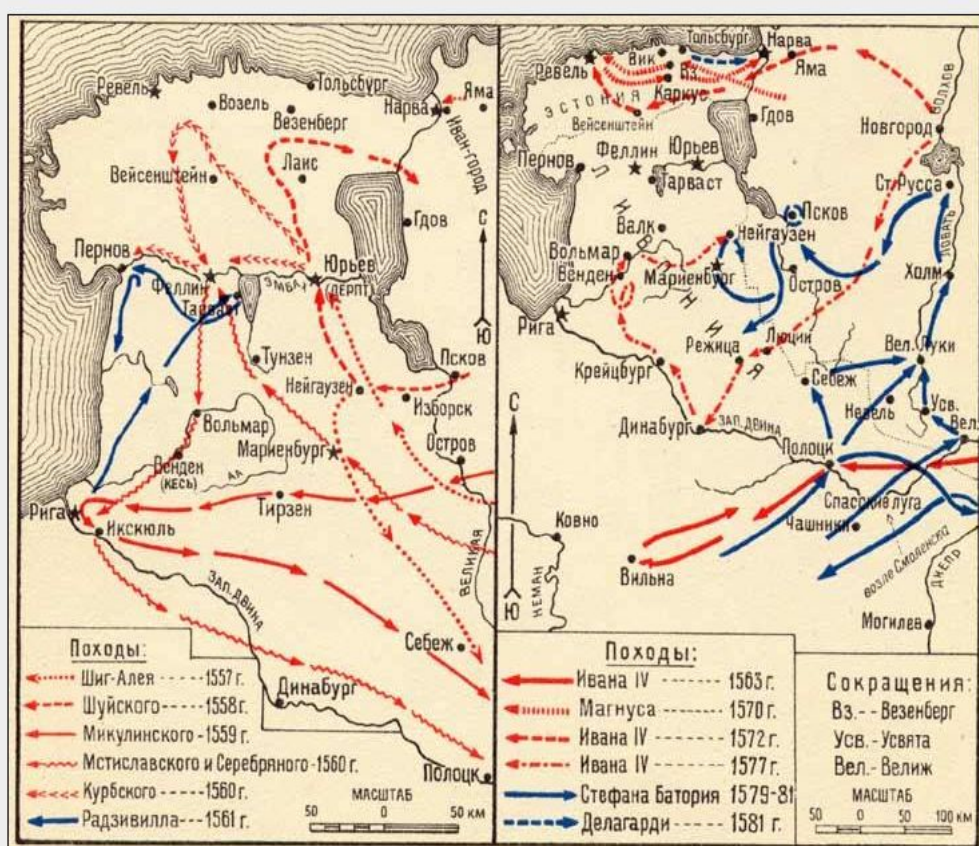 Ревель
Тольсбург
Нарва
Яма
Возель
Везенберг
Иван-город
Вейсенштейн
Лаис
Гдов
С
Ю
Пернов
Феллин
Тарваст
ЭМБАХ
Юрьев
(ДЕРПТ)
Тунзен
Нейгаузен
Псков
Изборск
Остров
Вольмар
Мариенбург
Венден
(КЕСЬ)
АА
Тирзен
Рига
Икскюль
ВЕЛИКАЯ
ЗАП. ДВИНА
Себеж
Динабург
Полоцк
Походы:
Шиг-Алея ---- 1557 г.
Шуйского ---- 1558 г.
Микулинского - 1559 г.
Мстиславского и Серебряного - 1560 г.
Курбского ---- 1560 г.
Радзивилла --- 1561 г.
МАСШТАБ
50 0 50 км
Тольсбург
Нарва
Ревель
Вик
Вз.
Яма
Каркус
ЭСТОНИЯ
Вейсенштейн
Гдов
ВОЛХОВ
Новгород
Пернов
Феллин
Юрьев
Тарваст
Ст. Русса
Псков
Валк
Нейгаузен
ЛОВАТЬ
Вольмар
Венден
Мариенбург
Остров
Холм
Рига
Л И В О Н И Я
Режица
Люцин
Вел. Луки
Крейцбург
Себеж
Невель
Усв.
С
Динабург
ЗАП. ДВИНА
Вел.
Полоцк
Спасские луга
Чашники
Ковно
Вильна
возле Смоленска
НЕМАН
Ю
ДНЕПР
Могилев
Походы:
Ивана IV ------ 1563 г.
Магнуса ------ 1570 г.
Ивана IV ------ 1572 г.
Ивана IV ------ 1577 г.
Стефана Батория 1579-81
Делагарди --- 1581 г.
Сокращения:
Вз. -- Везенберг
Усв. - Усвята
Вел. - Велиж
МАСШТАБ
50 0 50 100 км